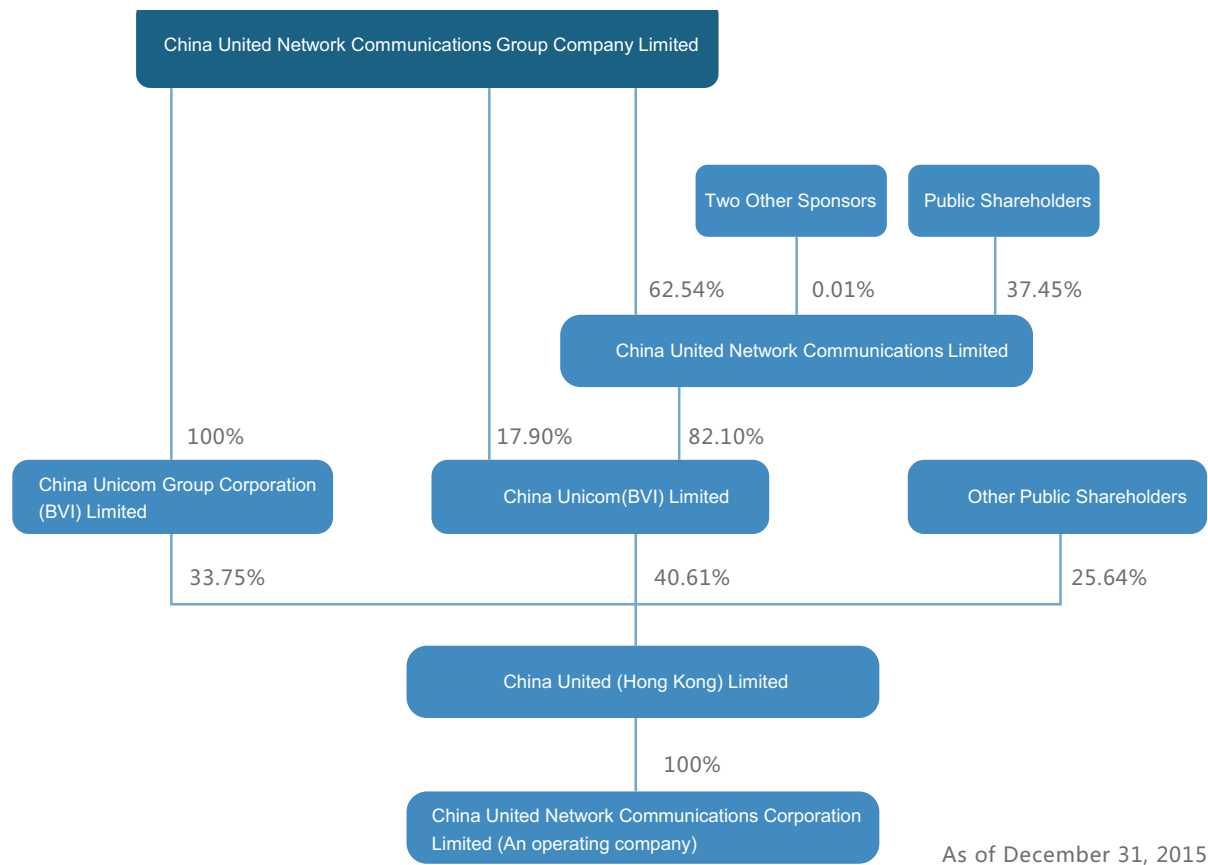 China United Network Communications Group Company Limited
Two Other Sponsors
Public Shareholders
62.54%
0.01%
37.45%
China United Network Communications Limited
100%
17.90%
82.10%
China Unicom Group Corporation
(BVI) Limited
China Unicom(BVI) Limited
Other Public Shareholders
33.75%
40.61%
25.64%
China United (Hong Kong) Limited
100%
China United Network Communications Corporation
Limited (An operating company)
As of December 31, 2015